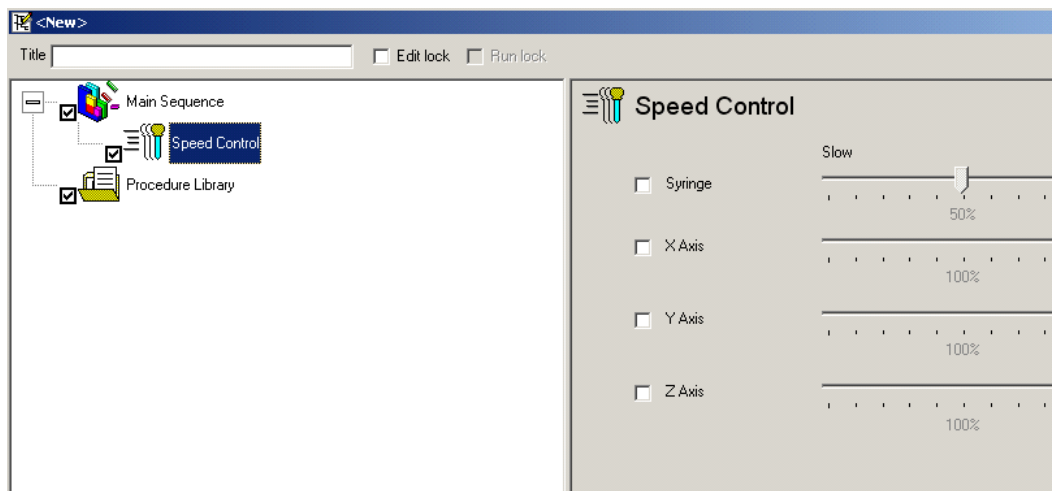 <New>
Title Edit lock Run lock
Main Sequence
Speed Control
Procedure Library
Speed Control
Slow
Syringe
50%
X Axis
100%
Y Axis
100%
Z Axis
100%